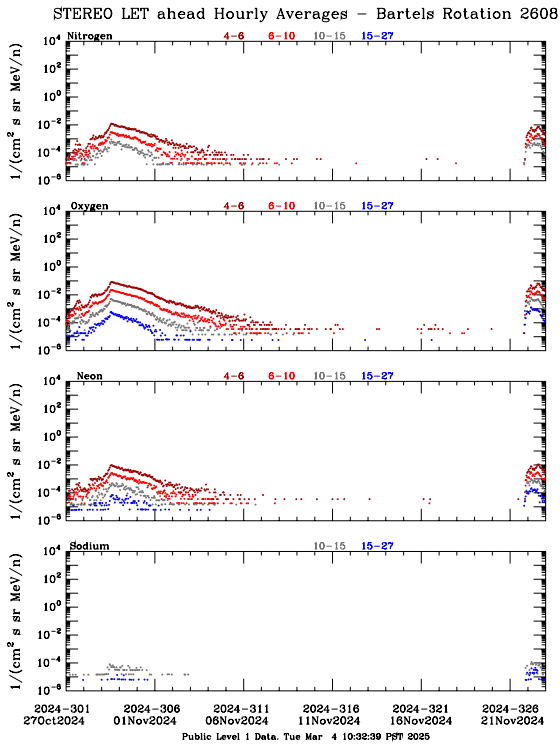 STEREO LET ahead Hourly Averages - Bartels Rotation 2608
Nitrogen 4-6 6-10 10-15 15-27
10^4
10^2
10^0
10^-2
10^-4
10^-6
1/(cm^2 s sr MeV/n)
Oxygen 4-6 6-10 10-15 15-27
10^4
10^2
10^0
10^-2
10^-4
10^-6
1/(cm^2 s sr MeV/n)
Neon 4-6 6-10 10-15 15-27
10^4
10^2
10^0
10^-2
10^-4
10^-6
1/(cm^2 s sr MeV/n)
Sodium 10-15 15-27
10^4
10^2
10^0
10^-2
10^-4
10^-6
1/(cm^2 s sr MeV/n)
2024-301 2024-306 2024-311 2024-316 2024-321 2024-326
27Oct2024 01Nov2024 06Nov2024 11Nov2024 16Nov2024 21Nov2024
Public Level 1 Data, Tue Mar 4 10:32:39 PST 2025